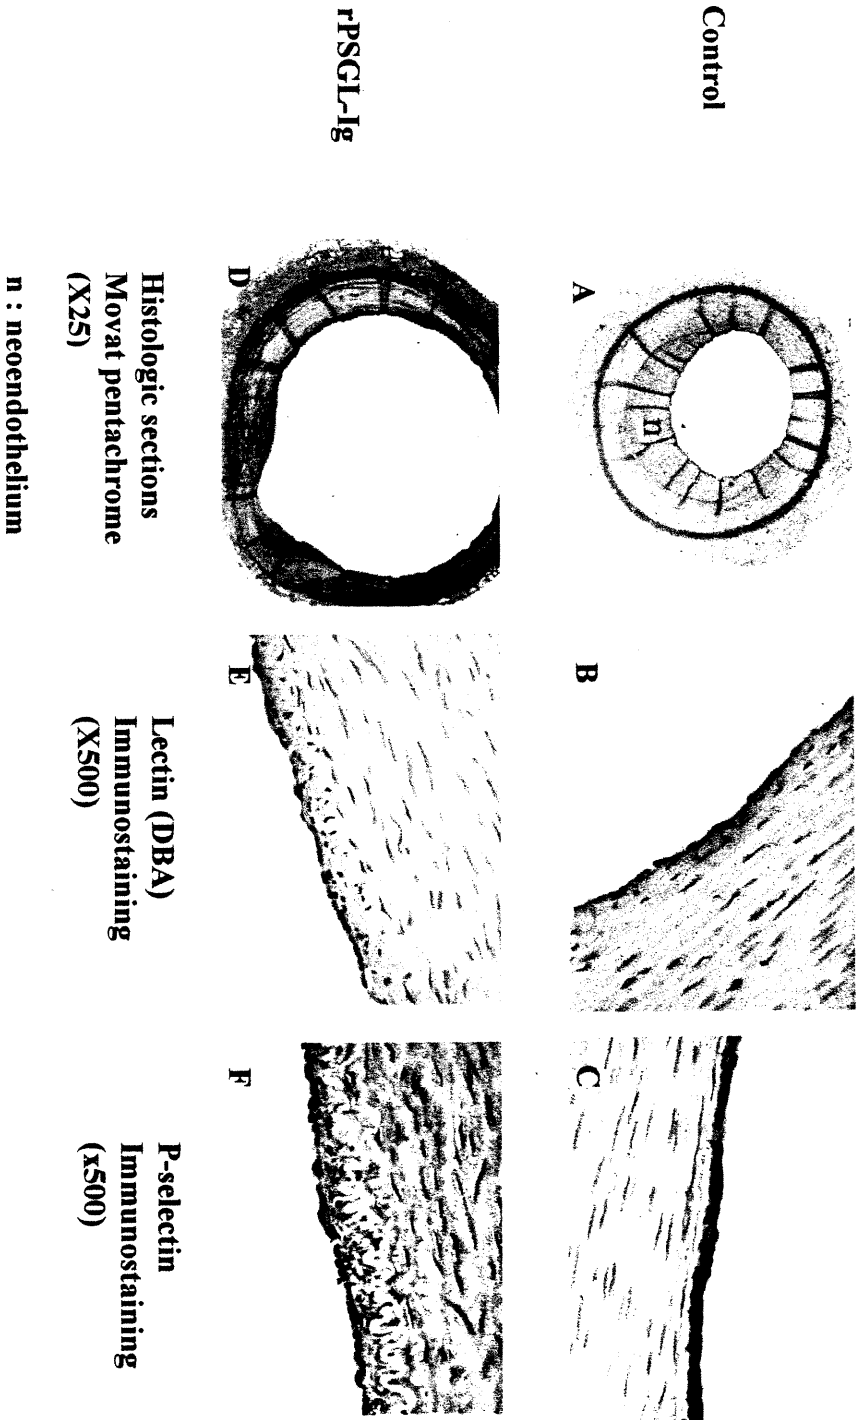 Control
A
n
B
C
rPSGL-Ig
D
E
F
Histologic sections
Movat pentachrome
(X25)
Lectin (DBA)
Immunostaining
(X500)
P-selectin
Immunostaining
(x500)
n : neoendothelium